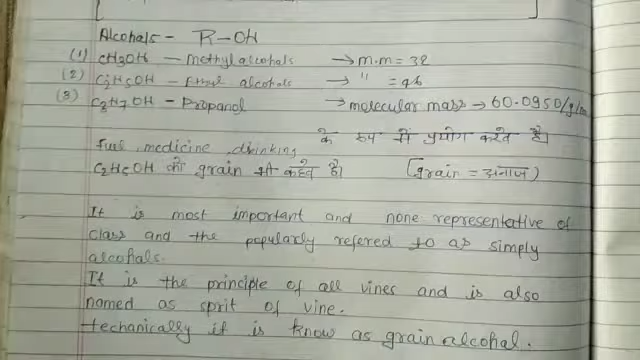 Alcohals - R-OH
(1) CH3OH - Methyl alcohals → m.m = 32
(2) C2H5OH - Ethyl alcohals → " = 46
(3) C3H7OH - Propanol → molecular mass → 60.0950/g/
Fuel, medicine, drinking के रूप में प्रयोग करते है।
C2H5OH को grain भी कहते है। (grain = अनाज)
It is most important and none representative of
class and the popularly refered to as simply
alcohals.
It is the principle of all vines and is also
named as sprit of vine.
techanically it is know as grain alcohal.